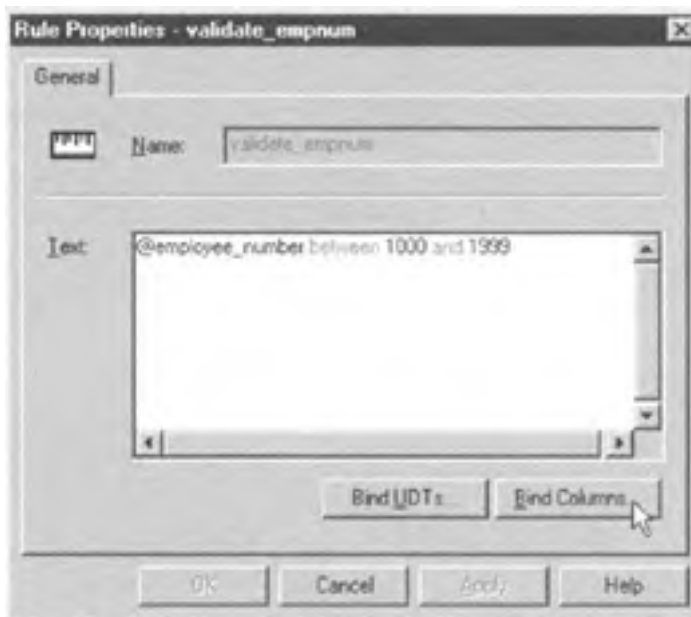 Rule Properties - validate_empnum
General
Name: validate_empnum
Text: @employee_number between 1000 and 1999
Bind UDTs...
Bind Columns...
OK
Cancel
Apply
Help